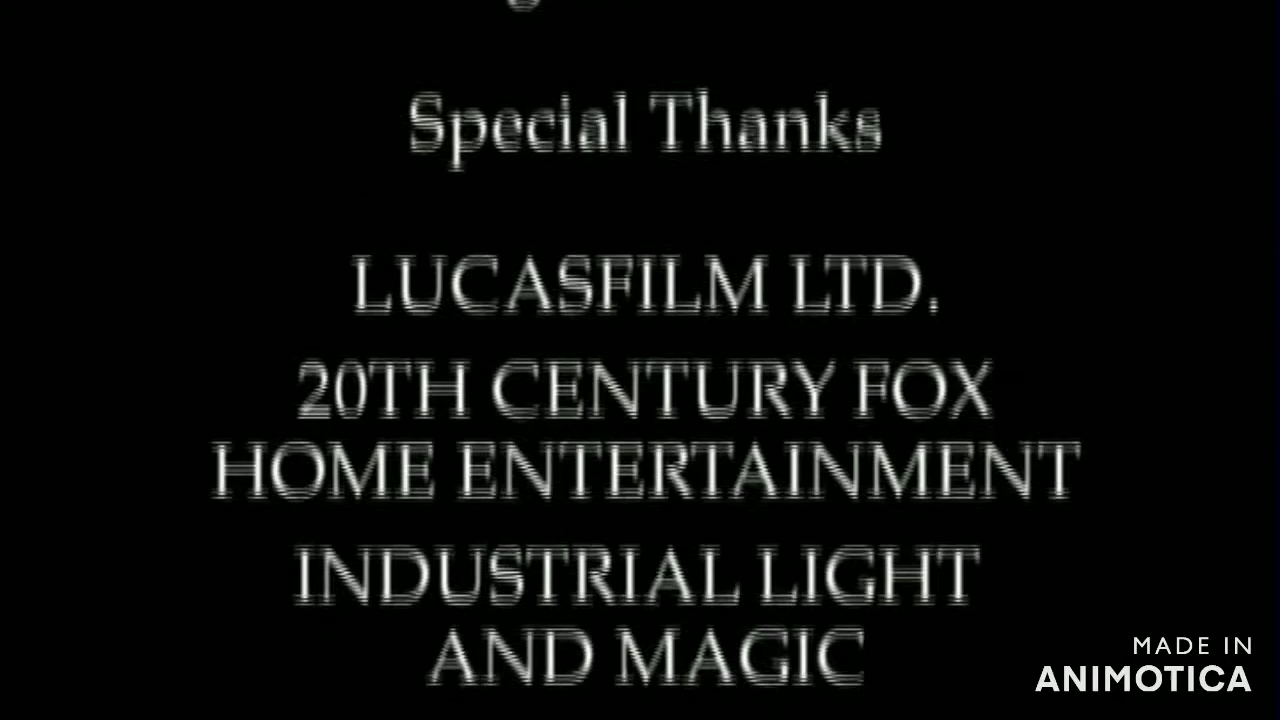 Special Thanks
LUCASFILM LTD.
20TH CENTURY FOX
HOME ENTERTAINMENT
INDUSTRIAL LIGHT
AND MAGIC
MADE IN
ANIMOTICA